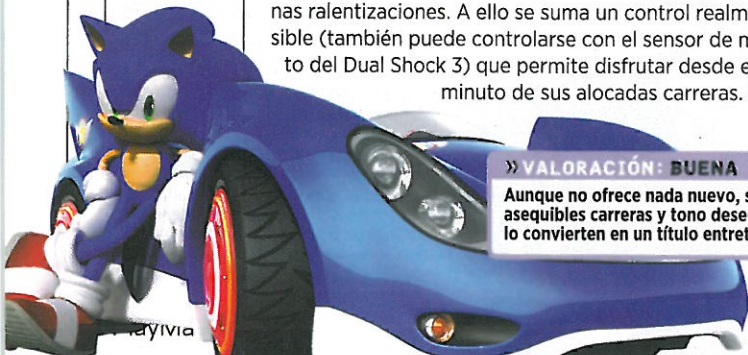 nas ralentizaciones. A ello se suma un control realm
sible (también puede controlarse con el sensor de m
to del Dual Shock 3) que permite disfrutar desde e
minuto de sus alocadas carreras.
» VALORACIÓN: BUENA
Aunque no ofrece nada nuevo, s
asequibles carreras y tono dese
lo convierten en un título entret